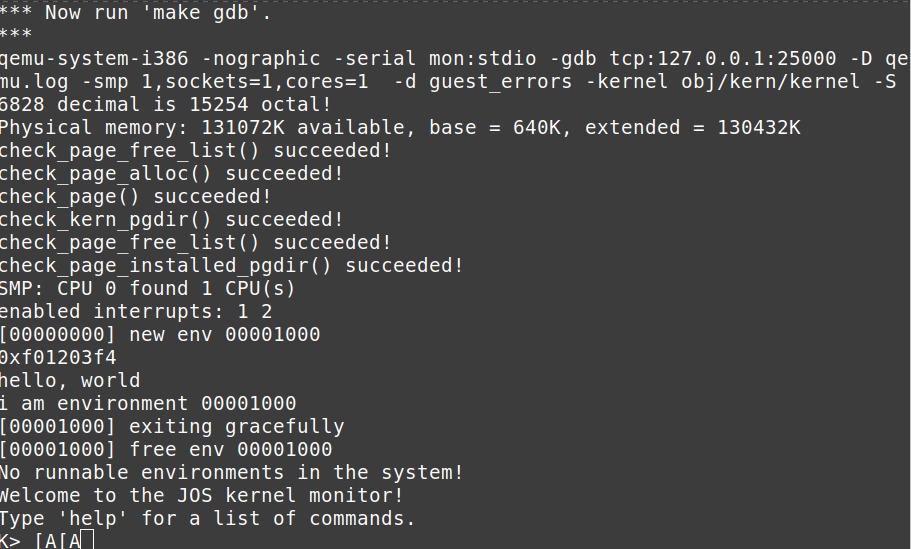 *** Now run 'make gdb'.
***
qemu-system-i386 -nographic -serial mon:stdio -gdb tcp:127.0.0.1:25000 -D qe
mu.log -smp 1,sockets=1,cores=1  -d guest_errors -kernel obj/kern/kernel -S
6828 decimal is 15254 octal!
Physical memory: 131072K available, base = 640K, extended = 130432K
check_page_free_list() succeeded!
check_page_alloc() succeeded!
check_page() succeeded!
check_kern_pgdir() succeeded!
check_page_free_list() succeeded!
check_page_installed_pgdir() succeeded!
SMP: CPU 0 found 1 CPU(s)
enabled interrupts: 1 2
[00000000] new env 00001000
0xf01203f4
hello, world
i am environment 00001000
[00001000] exiting gracefully
[00001000] free env 00001000
No runnable environments in the system!
Welcome to the JOS kernel monitor!
Type 'help' for a list of commands.
K> [A[A